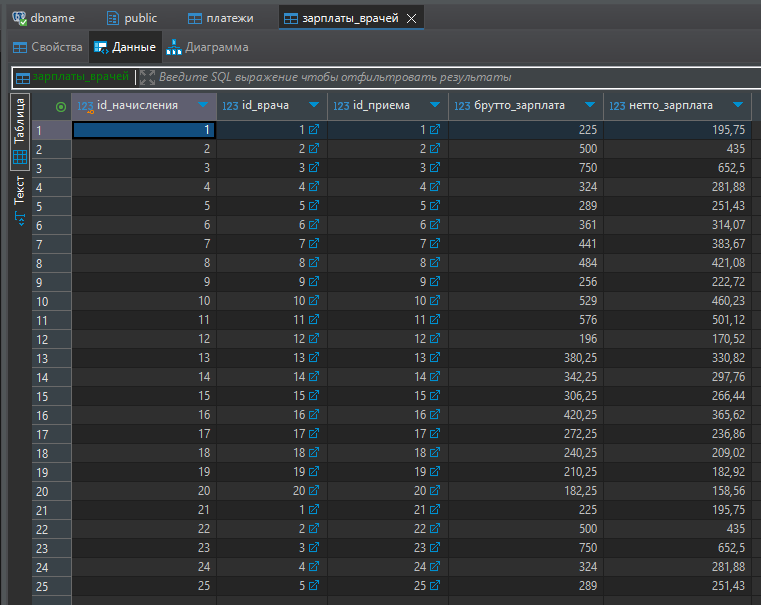 dbname public платежи зарплаты_врачей
Свойства Данные Диаграмма
зарплаты_врачей Введите SQL выражение чтобы отфильтровать результаты
Таблица
Текст
123 id_начисления 123 id_врача 123 id_приема 123 брутто_зарплата 123 нетто_зарплата
1 1 1 1 225 195,75
2 2 2 2 500 435
3 3 3 3 750 652,5
4 4 4 4 324 281,88
5 5 5 5 289 251,43
6 6 6 6 361 314,07
7 7 7 7 441 383,67
8 8 8 8 484 421,08
9 9 9 9 256 222,72
10 10 10 10 529 460,23
11 11 11 11 576 501,12
12 12 12 12 196 170,52
13 13 13 13 380,25 330,82
14 14 14 14 342,25 297,76
15 15 15 15 306,25 266,44
16 16 16 16 420,25 365,62
17 17 17 17 272,25 236,86
18 18 18 18 240,25 209,02
19 19 19 19 210,25 182,92
20 20 20 20 182,25 158,56
21 21 1 21 225 195,75
22 22 2 22 500 435
23 23 3 23 750 652,5
24 24 4 24 324 281,88
25 25 5 25 289 251,43